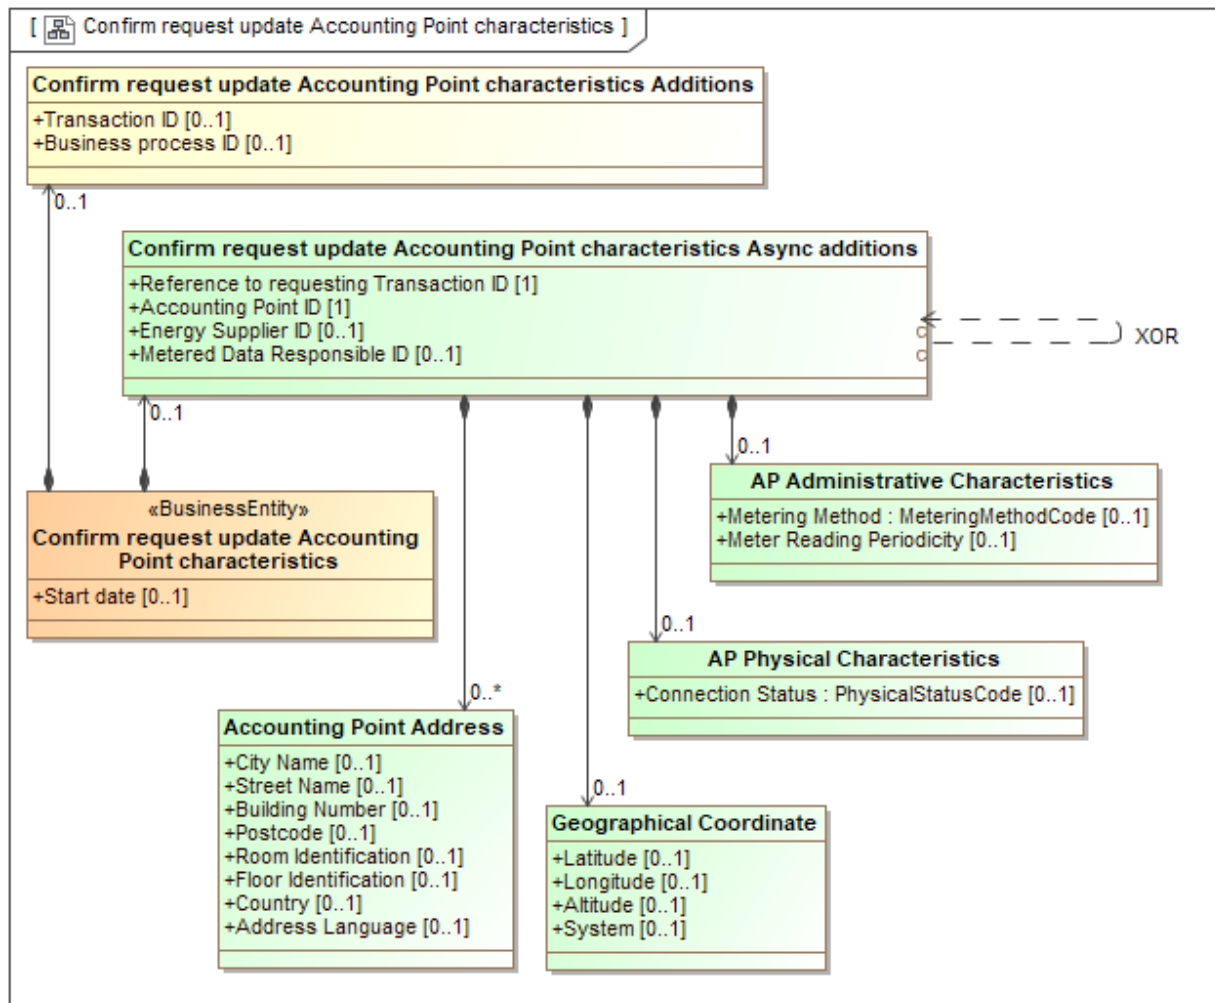 [ Confirm request update Accounting Point characteristics ]
Confirm request update Accounting Point characteristics Additions
+Transaction ID [0..1]
+Business process ID [0..1]
0..1
Confirm request update Accounting Point characteristics Async additions
+Reference to requesting Transaction ID [1]
+Accounting Point ID [1]
+Energy Supplier ID [0..1]
+Metered Data Responsible ID [0..1]
XOR
0..1
0..1
AP Administrative Characteristics
+Metering Method : MeteringMethodCode [0..1]
+Meter Reading Periodicity [0..1]
«BusinessEntity»
Confirm request update Accounting
Point characteristics
+Start date [0..1]
0..1
AP Physical Characteristics
+Connection Status : PhysicalStatusCode [0..1]
0..*
Accounting Point Address
+City Name [0..1]
+Street Name [0..1]
+Building Number [0..1]
+Postcode [0..1]
+Room Identification [0..1]
+Floor Identification [0..1]
+Country [0..1]
+Address Language [0..1]
0..1
Geographical Coordinate
+Latitude [0..1]
+Longitude [0..1]
+Altitude [0..1]
+System [0..1]